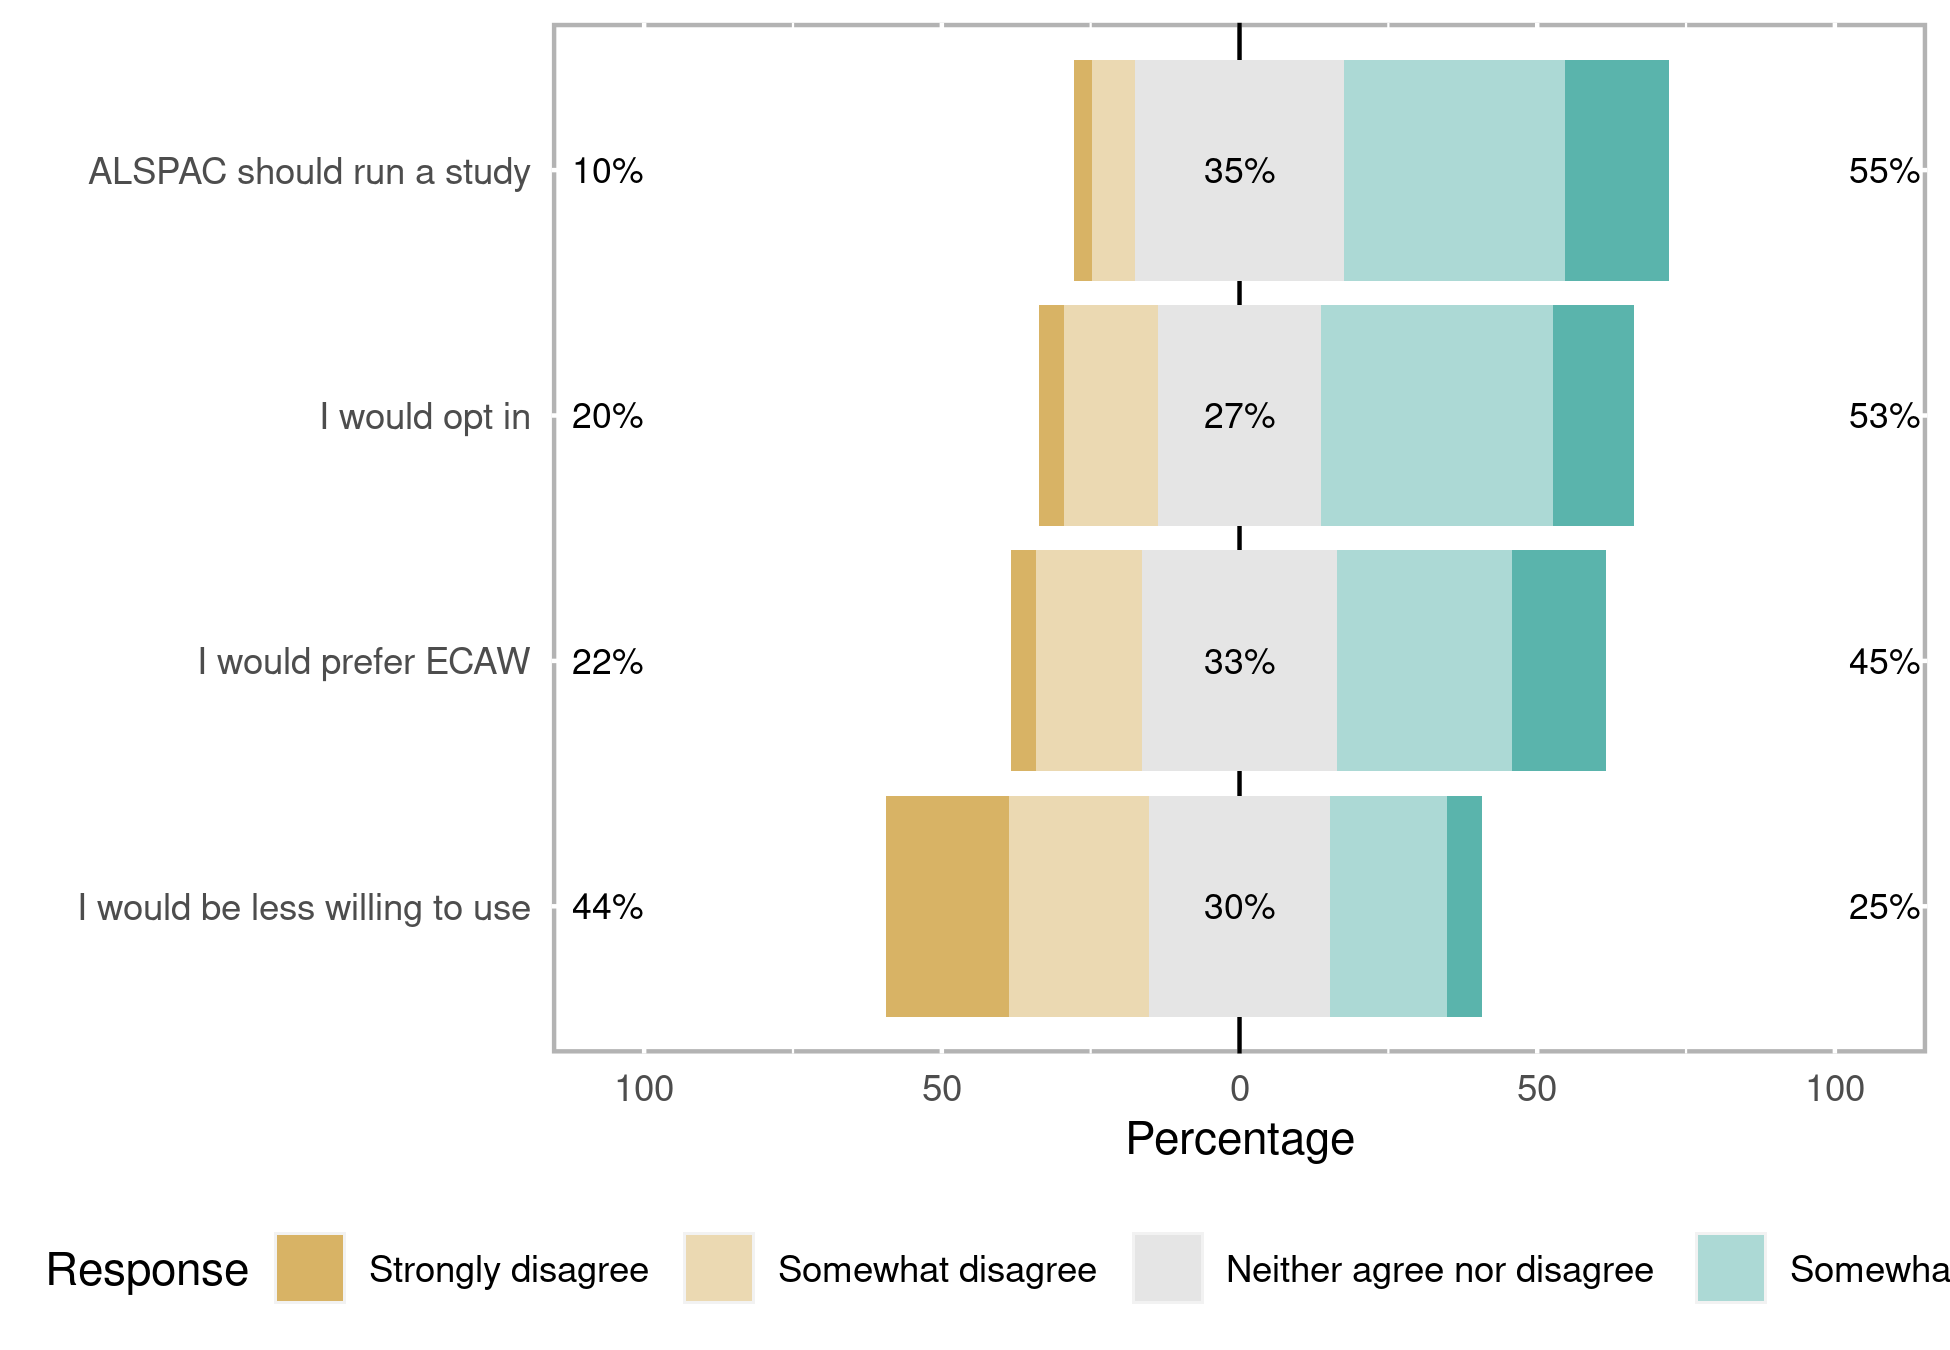 ALSPAC should run a study 10% 35% 55%
I would opt in 20% 27% 53%
I would prefer ECAW 22% 33% 45%
I would be less willing to use 44% 30% 25%
100 50 0 50 100
Percentage
Response Strongly disagree Somewhat disagree Neither agree nor disagree Somewha